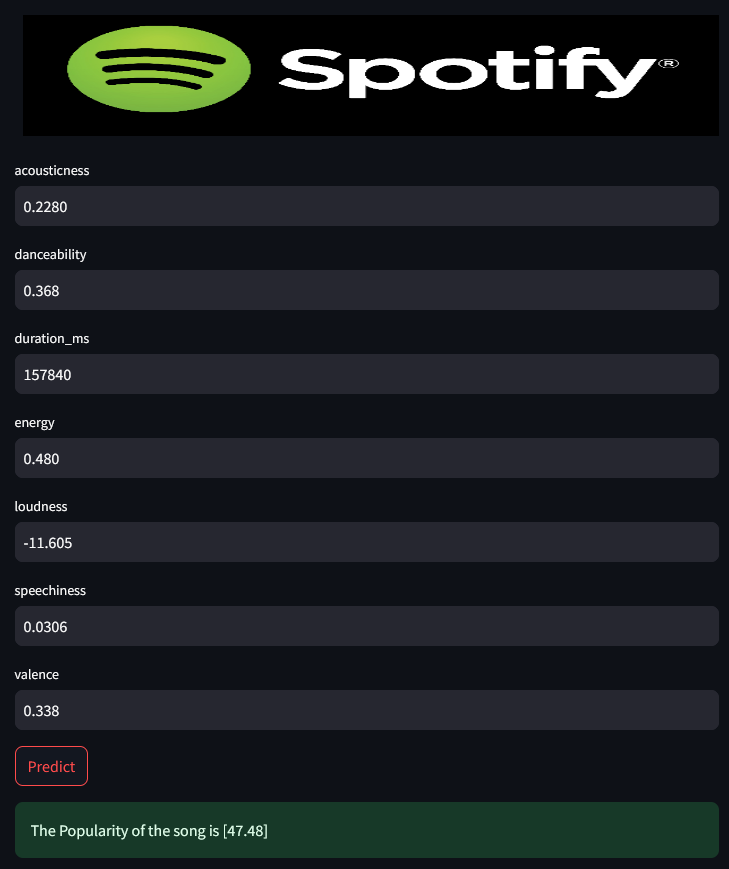 Spotify®
acousticness
0.2280
danceability
0.368
duration_ms
157840
energy
0.480
loudness
-11.605
speechiness
0.0306
valence
0.338
Predict
The Popularity of the song is [47.48]